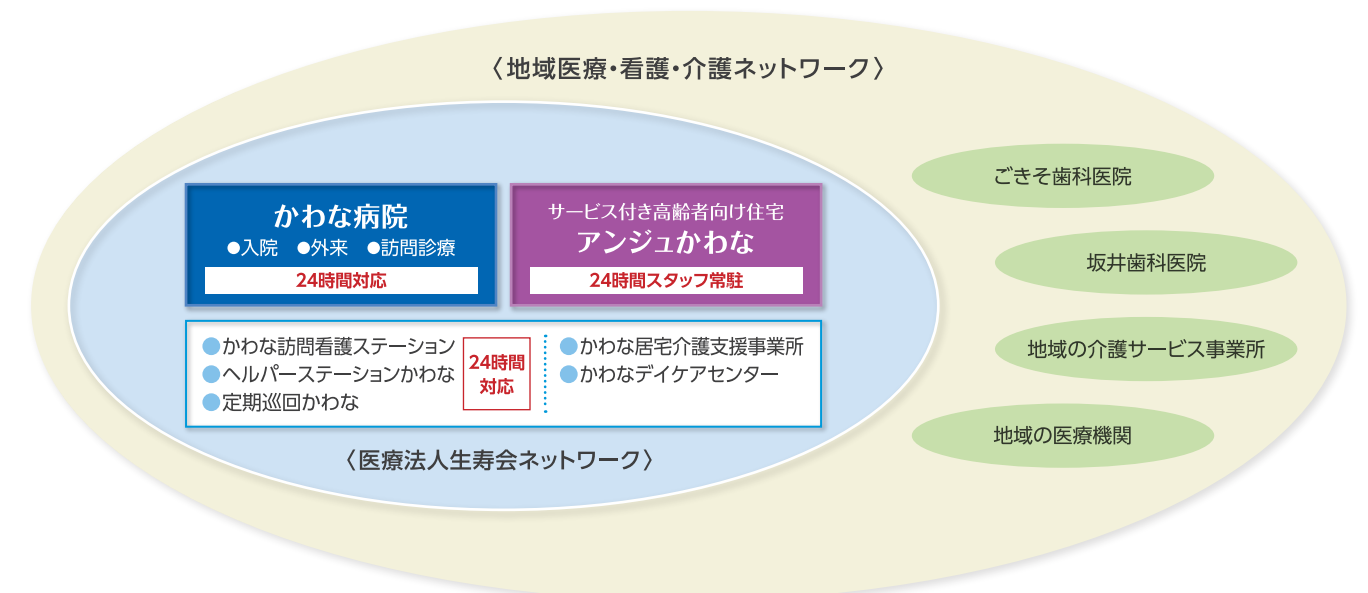 〈地域医療・看護・介護ネットワーク〉
かわな病院
●入院 ●外来 ●訪問診療
24時間対応
サービス付き高齢者向け住宅
アンジュかわな
24時間スタッフ常駐
●かわな訪問看護ステーション
●ヘルパーステーションかわな
●定期巡回かわな
24時間
対応
●かわな居宅介護支援事業所
●かわなデイケアセンター
〈医療法人生寿会ネットワーク〉
ごきそ歯科医院
坂井歯科医院
地域の介護サービス事業所
地域の医療機関